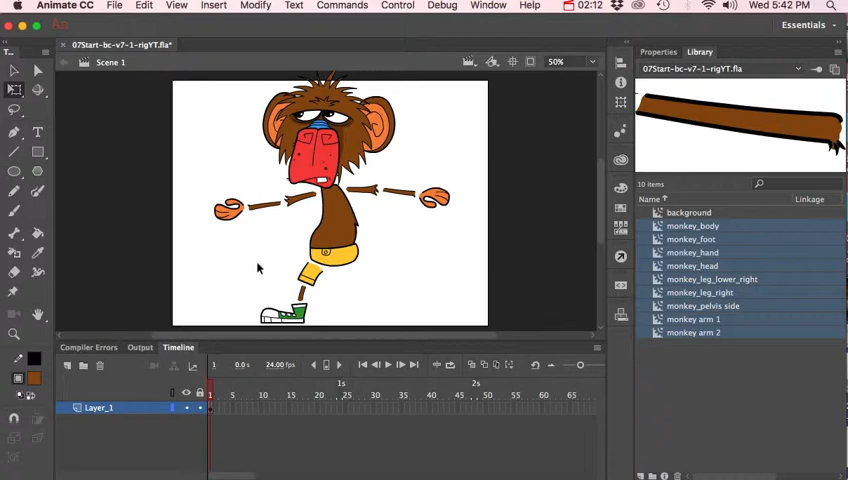 Animate CC File Edit View Insert Modify Text Commands Control Debug Window Help 02:12 Wed 5:42 PM
An Essentials
T... × 07Start-bc-v7-1-rigYT.fla* Properties Library
Scene 1 50% 07Start-bc-v7-1-rigYT.fla
10 items
Name Linkage
background
monkey_body
monkey_foot
monkey_hand
monkey_head
monkey_leg_lower_right
monkey_leg_right
monkey_pelvis side
monkey arm 1
monkey arm 2
Compiler Errors Output Timeline
1 0.0 s 24.00 fps
1s 2s
1 5 10 15 20 25 30 35 40 45 50 55 60 65
Layer_1